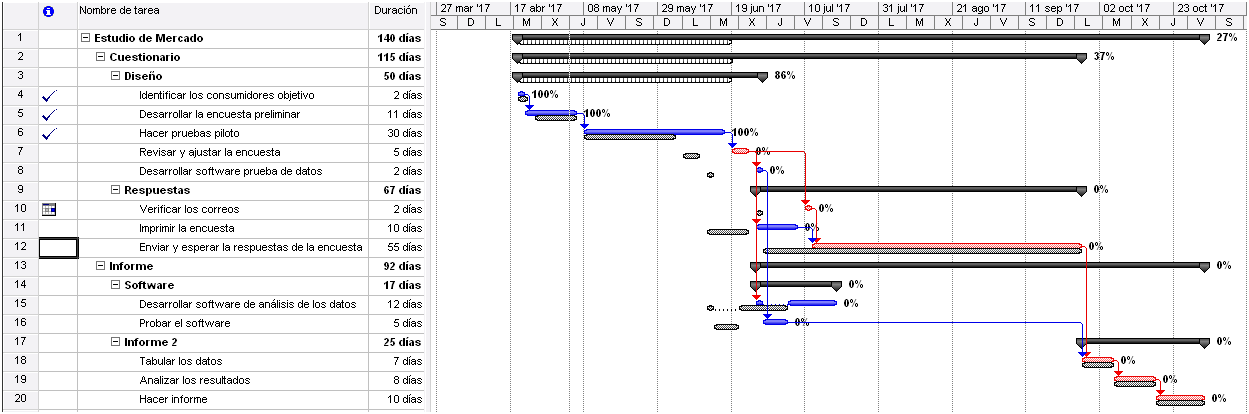 Nombre de tarea Duración 27 mar '17 17 abr '17 08 may '17 29 may '17 19 jun '17 10 jul '17 31 jul '17 21 ago '17 11 sep '17 02 oct '17 23 oct '17
S D L X J V S D L M X J V S D L M X J V S
1 Estudio de Mercado 140 días 27%
2 Cuestionario 115 días 37%
3 Diseño 50 días 86%
4 Identificar los consumidores objetivo 2 días 100%
5 Desarrollar la encuesta preliminar 11 días 100%
6 Hacer pruebas piloto 30 días 100%
7 Revisar y ajustar la encuesta 5 días 0%
8 Desarrollar software prueba de datos 2 días 0%
9 Respuestas 67 días 0%
10 Verificar los correos 2 días 0%
11 Imprimir la encuesta 10 días 0%
12 Enviar y esperar la respuestas de la encuesta 55 días 0%
13 Informe 92 días 0%
14 Software 17 días 0%
15 Desarrollar software de análisis de los datos 12 días 0%
16 Probar el software 5 días 0%
17 Informe 2 25 días 0%
18 Tabular los datos 7 días 0%
19 Analizar los resultados 8 días 0%
20 Hacer informe 10 días 0%